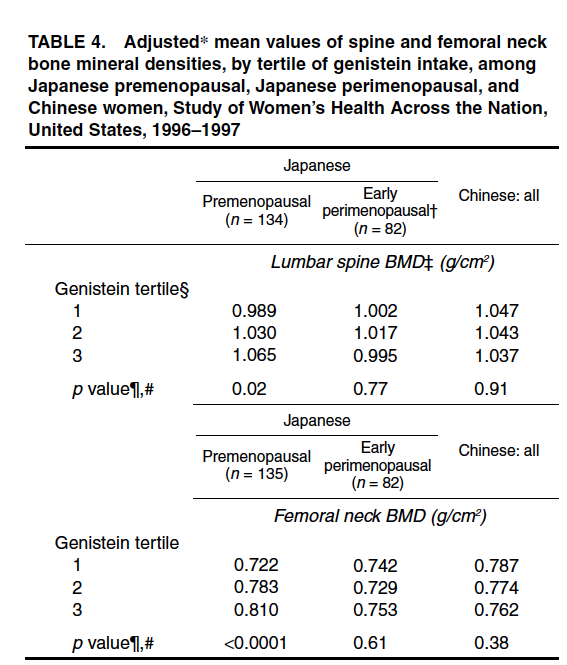 TABLE 4. Adjusted* mean values of spine and femoral neck
bone mineral densities, by tertile of genistein intake, among
Japanese premenopausal, Japanese perimenopausal, and
Chinese women, Study of Women's Health Across the Nation,
United States, 1996–1997
Japanese
Premenopausal (n = 134) Early perimenopausal† (n = 82) Chinese: all
Lumbar spine BMD‡ (g/cm²)
Genistein tertile§
1 0.989 1.002 1.047
2 1.030 1.017 1.043
3 1.065 0.995 1.037
p value¶,# 0.02 0.77 0.91
Japanese
Premenopausal (n = 135) Early perimenopausal (n = 82) Chinese: all
Femoral neck BMD (g/cm²)
Genistein tertile
1 0.722 0.742 0.787
2 0.783 0.729 0.774
3 0.810 0.753 0.762
p value¶,# <0.0001 0.61 0.38